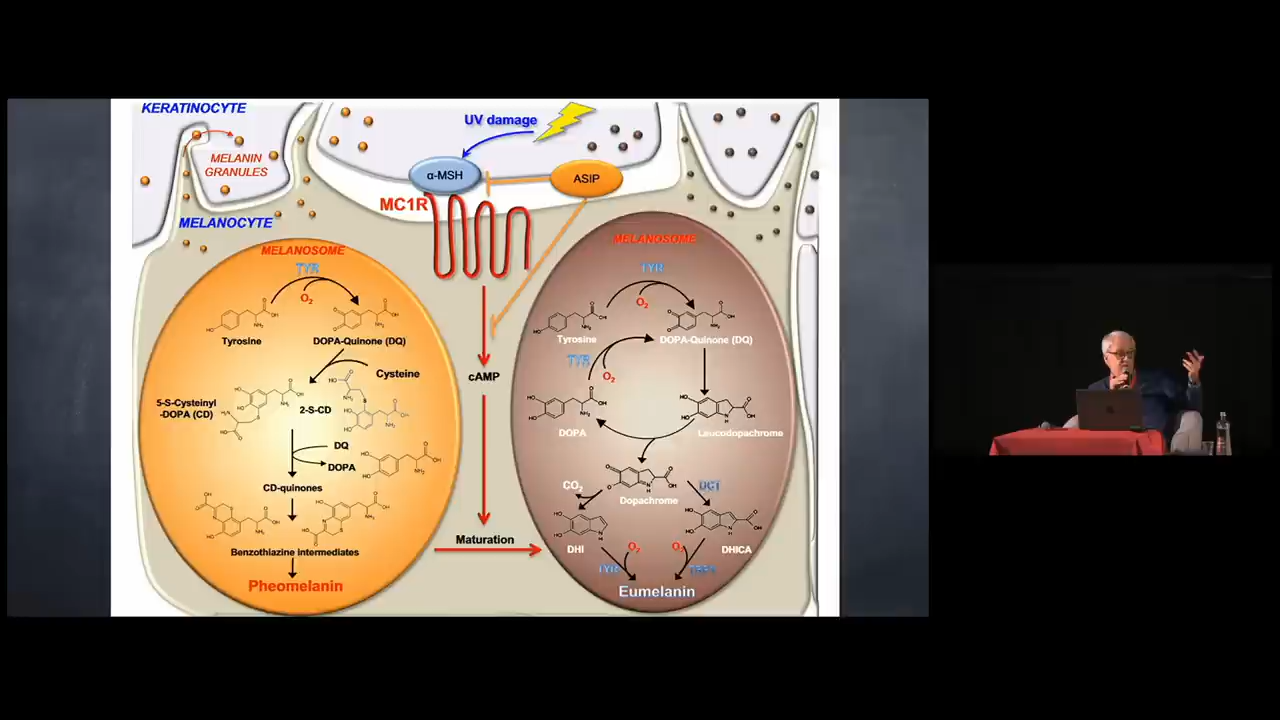 KERATINOCYTE
UV damage
MELANIN
GRANULES
α-MSH
ASIP
MC1R
MELANOCYTE
MELANOSOME
TYR
O2
Tyrosine
DOPA-Quinone (DQ)
Cysteine
5-S-Cysteinyl
-DOPA (CD)
2-S-CD
DQ
DOPA
CD-quinones
Benzothiazine intermediates
Pheomelanin
cAMP
Maturation
MELANOSOME
TYR
O2
Tyrosine
DOPA-Quinone (DQ)
TYR
O2
DOPA
Leucodopachrome
CO2
Dopachrome
DCT
DHI
DHICA
O2
O2
TYR
Eumelanin